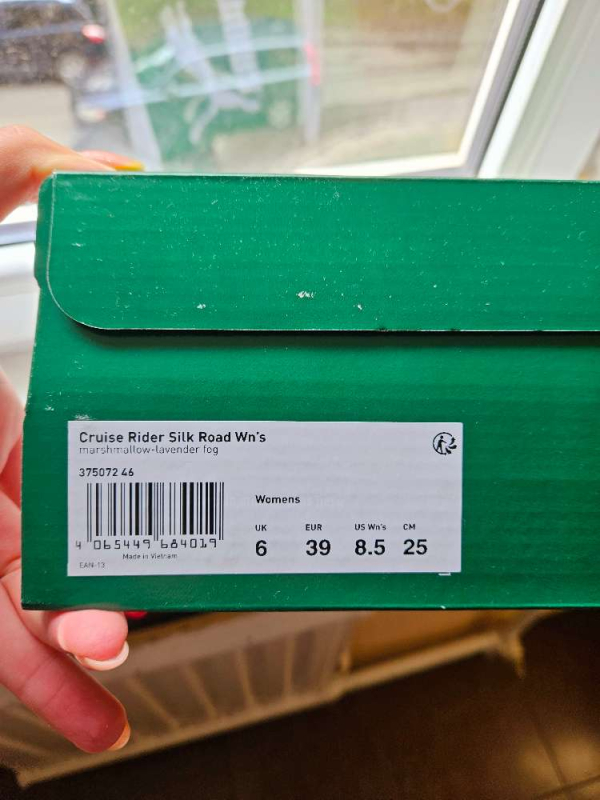 Cruise Rider Silk Road Wn's
marshmallow-lavender fog
375072 46
4 065449 684019
Made in Vietnam
EAN-13
Womens
UK EUR US Wn's CM
6 39 8.5 25